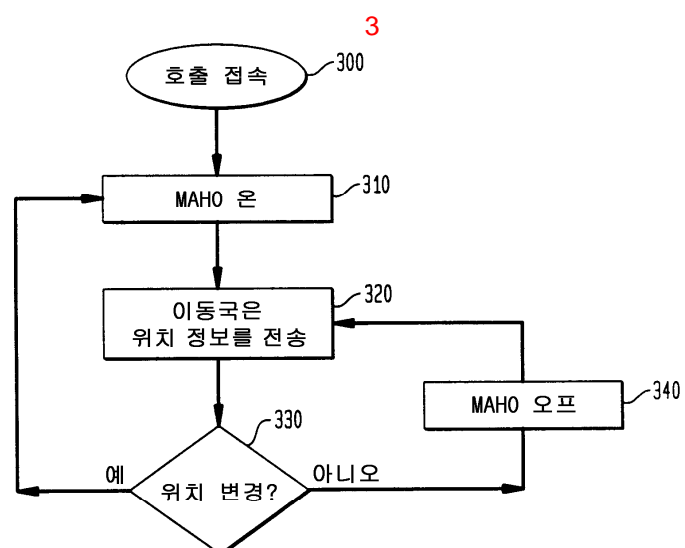 3
호출 접속
300
MAHO 온
310
이동국은
위치 정보를 전송
320
MAHO 오프
340
330
위치 변경?
예
아니오